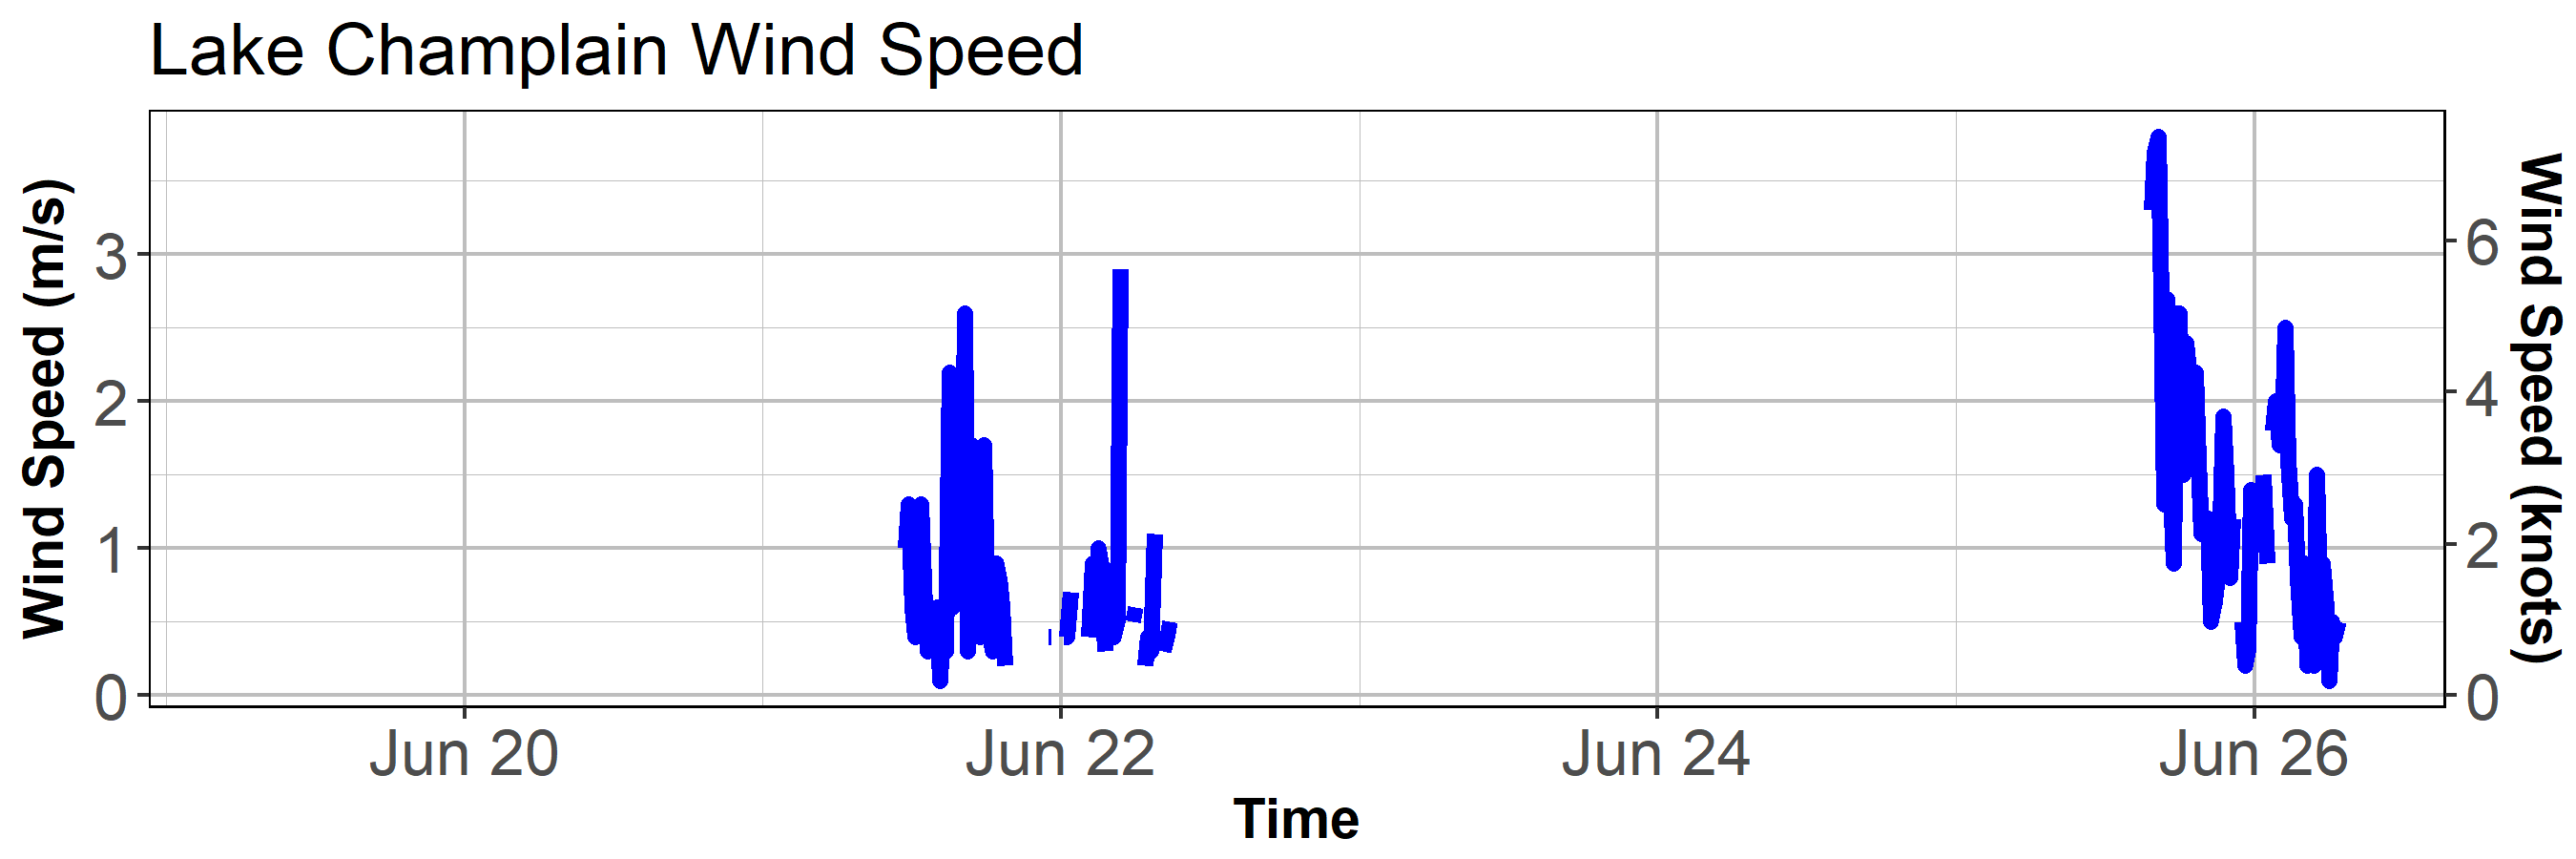 Lake Champlain Wind Speed
Wind Speed (m/s)
3
2
1
0
6
4
2
0
Wind Speed (knots)
Jun 20
Jun 22
Jun 24
Jun 26
Time